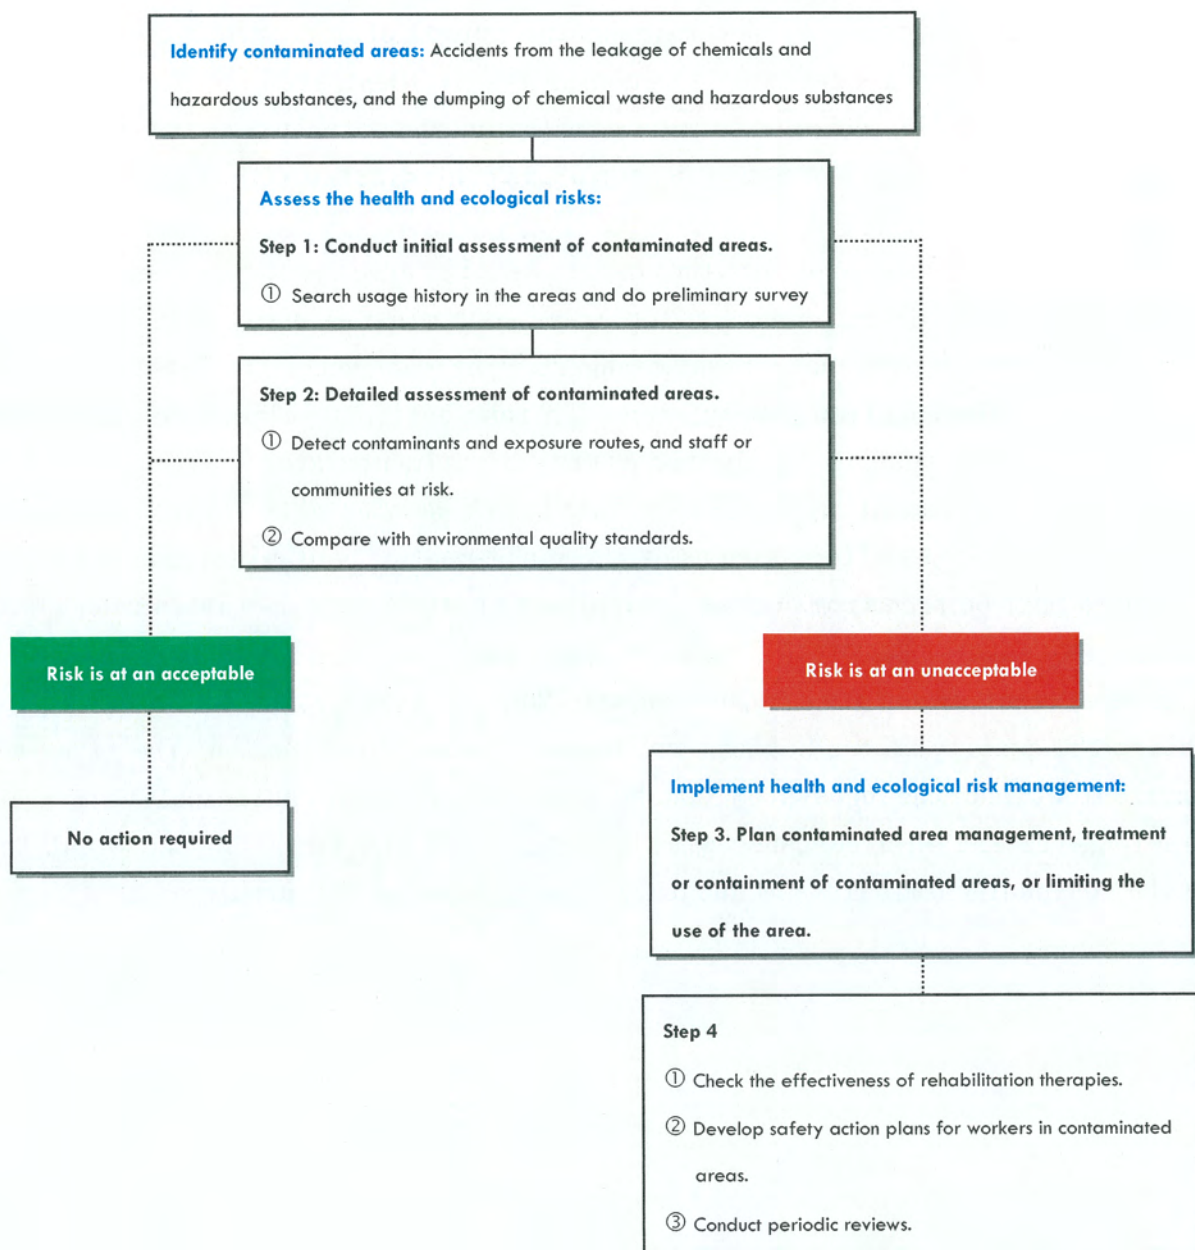 Identify contaminated areas: Accidents from the leakage of chemicals and
hazardous substances, and the dumping of chemical waste and hazardous substances
Assess the health and ecological risks:
Step 1: Conduct initial assessment of contaminated areas.
① Search usage history in the areas and do preliminary survey
Step 2: Detailed assessment of contaminated areas.
① Detect contaminants and exposure routes, and staff or
communities at risk.
② Compare with environmental quality standards.
Risk is at an acceptable
Risk is at an unacceptable
No action required
Implement health and ecological risk management:
Step 3. Plan contaminated area management, treatment
or containment of contaminated areas, or limiting the
use of the area.
Step 4
① Check the effectiveness of rehabilitation therapies.
② Develop safety action plans for workers in contaminated
areas.
③ Conduct periodic reviews.